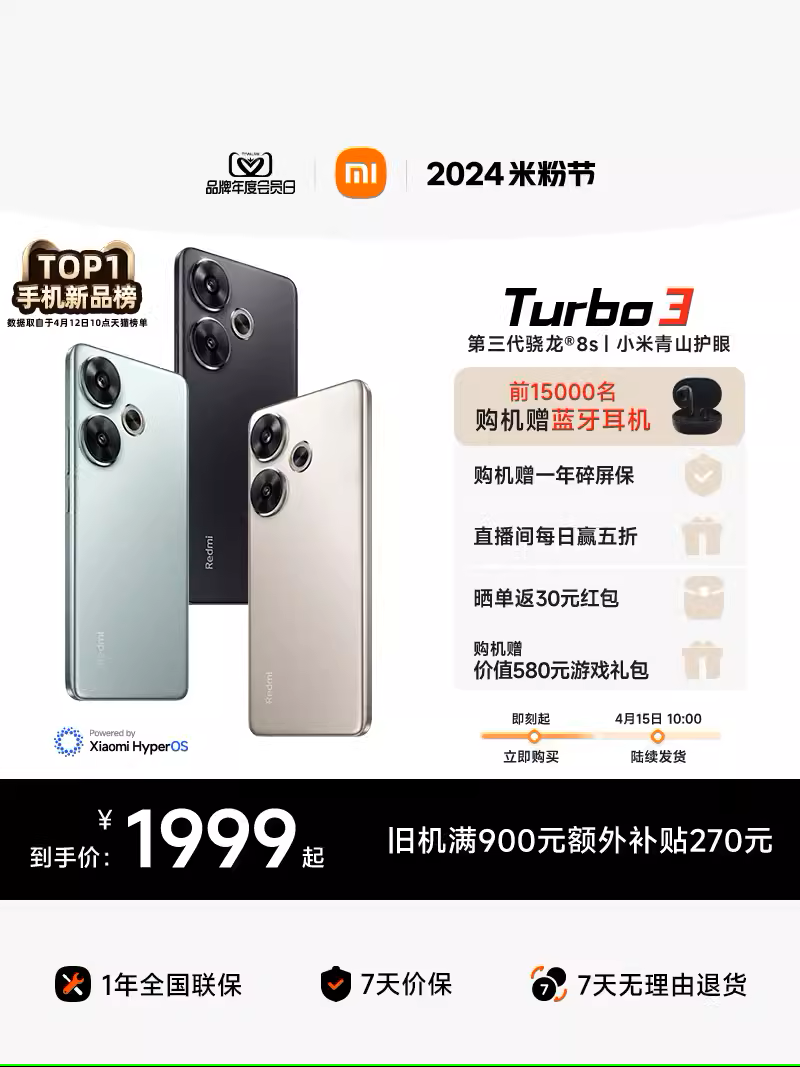 品牌年度会员日
2024米粉节
TOP1
手机新品榜
数据取自于4月12日10点天猫榜单
Turbo 3
第三代骁龙®8s | 小米青山护眼
前15000名
购机赠蓝牙耳机
购机赠一年碎屏保
直播间每日赢五折
晒单返30元红包
购机赠
价值580元游戏礼包
即刻起
4月15日 10:00
立即购买
陆续发货
Redmi
Redmi
Redmi
Powered by
Xiaomi HyperOS
到手价：¥1999起
旧机满900元额外补贴270元
1年全国联保
7天价保
7
7天无理由退货